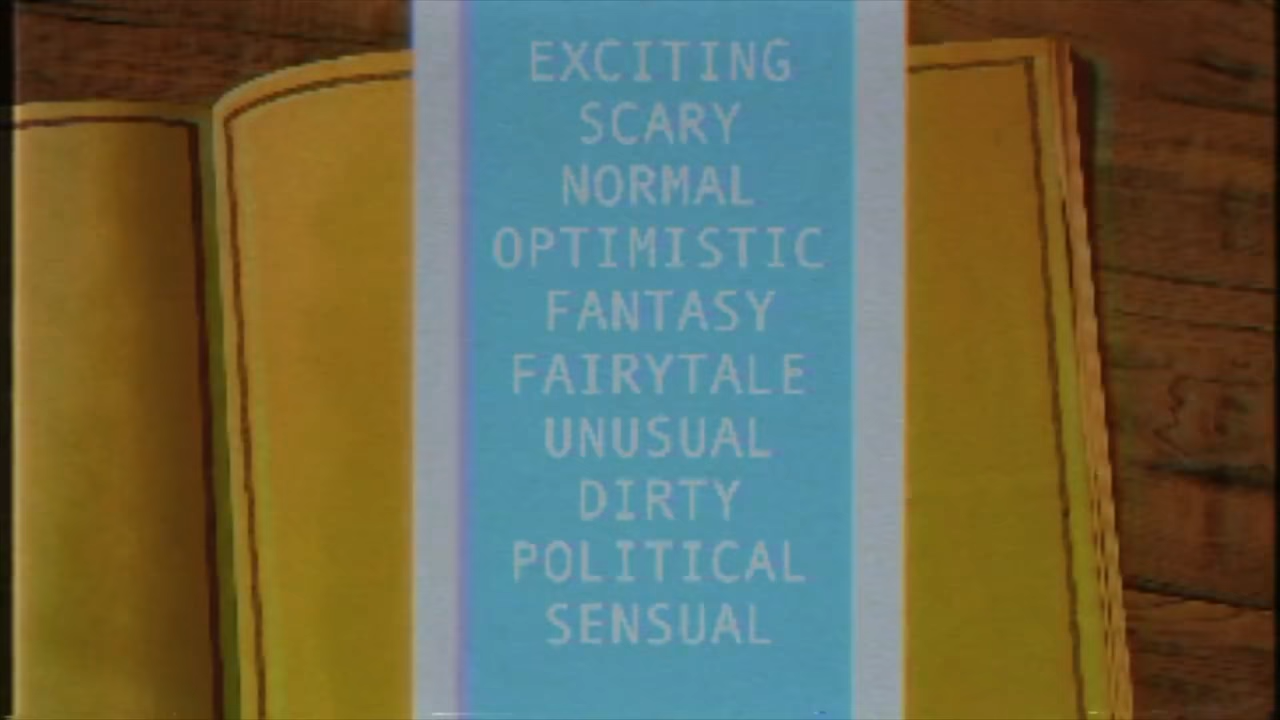 EXCITING
SCARY
NORMAL
OPTIMISTIC
FANTASY
FAIRYTALE
UNUSUAL
DIRTY
POLITICAL
SENSUAL